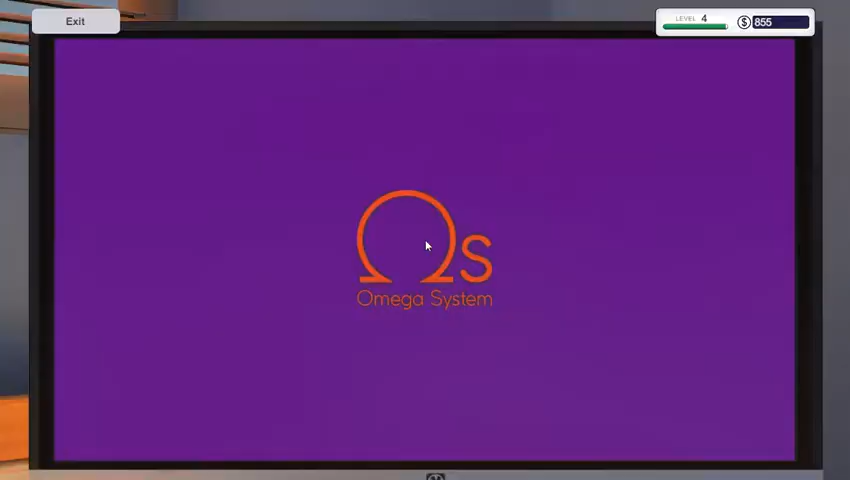 Exit
LEVEL 4
$ 855
Ωs
Omega System